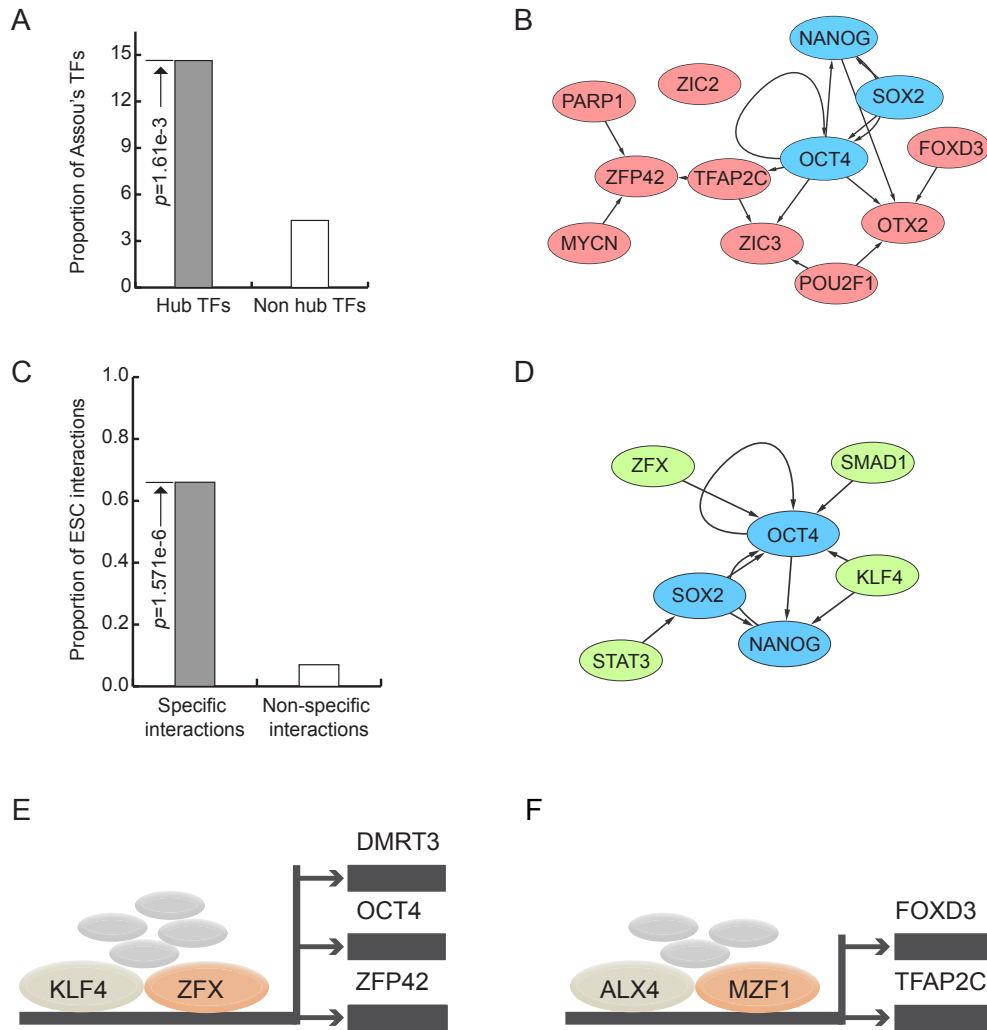 A
Proportion of Assou's TFs
15
12
9
6
3
0
p=1.61e-3
Hub TFs
Non hub TFs
B
NANOG
SOX2
ZIC2
PARP1
OCT4
FOXD3
ZFP42
TFAP2C
OTX2
MYCN
ZIC3
POU2F1
C
Proportion of ESC interactions
1.0
0.8
0.6
0.4
0.2
0.0
p=1.571e-6
Specific
interactions
Non-specific
interactions
D
ZFX
SMAD1
OCT4
KLF4
SOX2
NANOG
STAT3
E
DMRT3
OCT4
ZFP42
KLF4
ZFX
F
FOXD3
TFAP2C
ALX4
MZF1